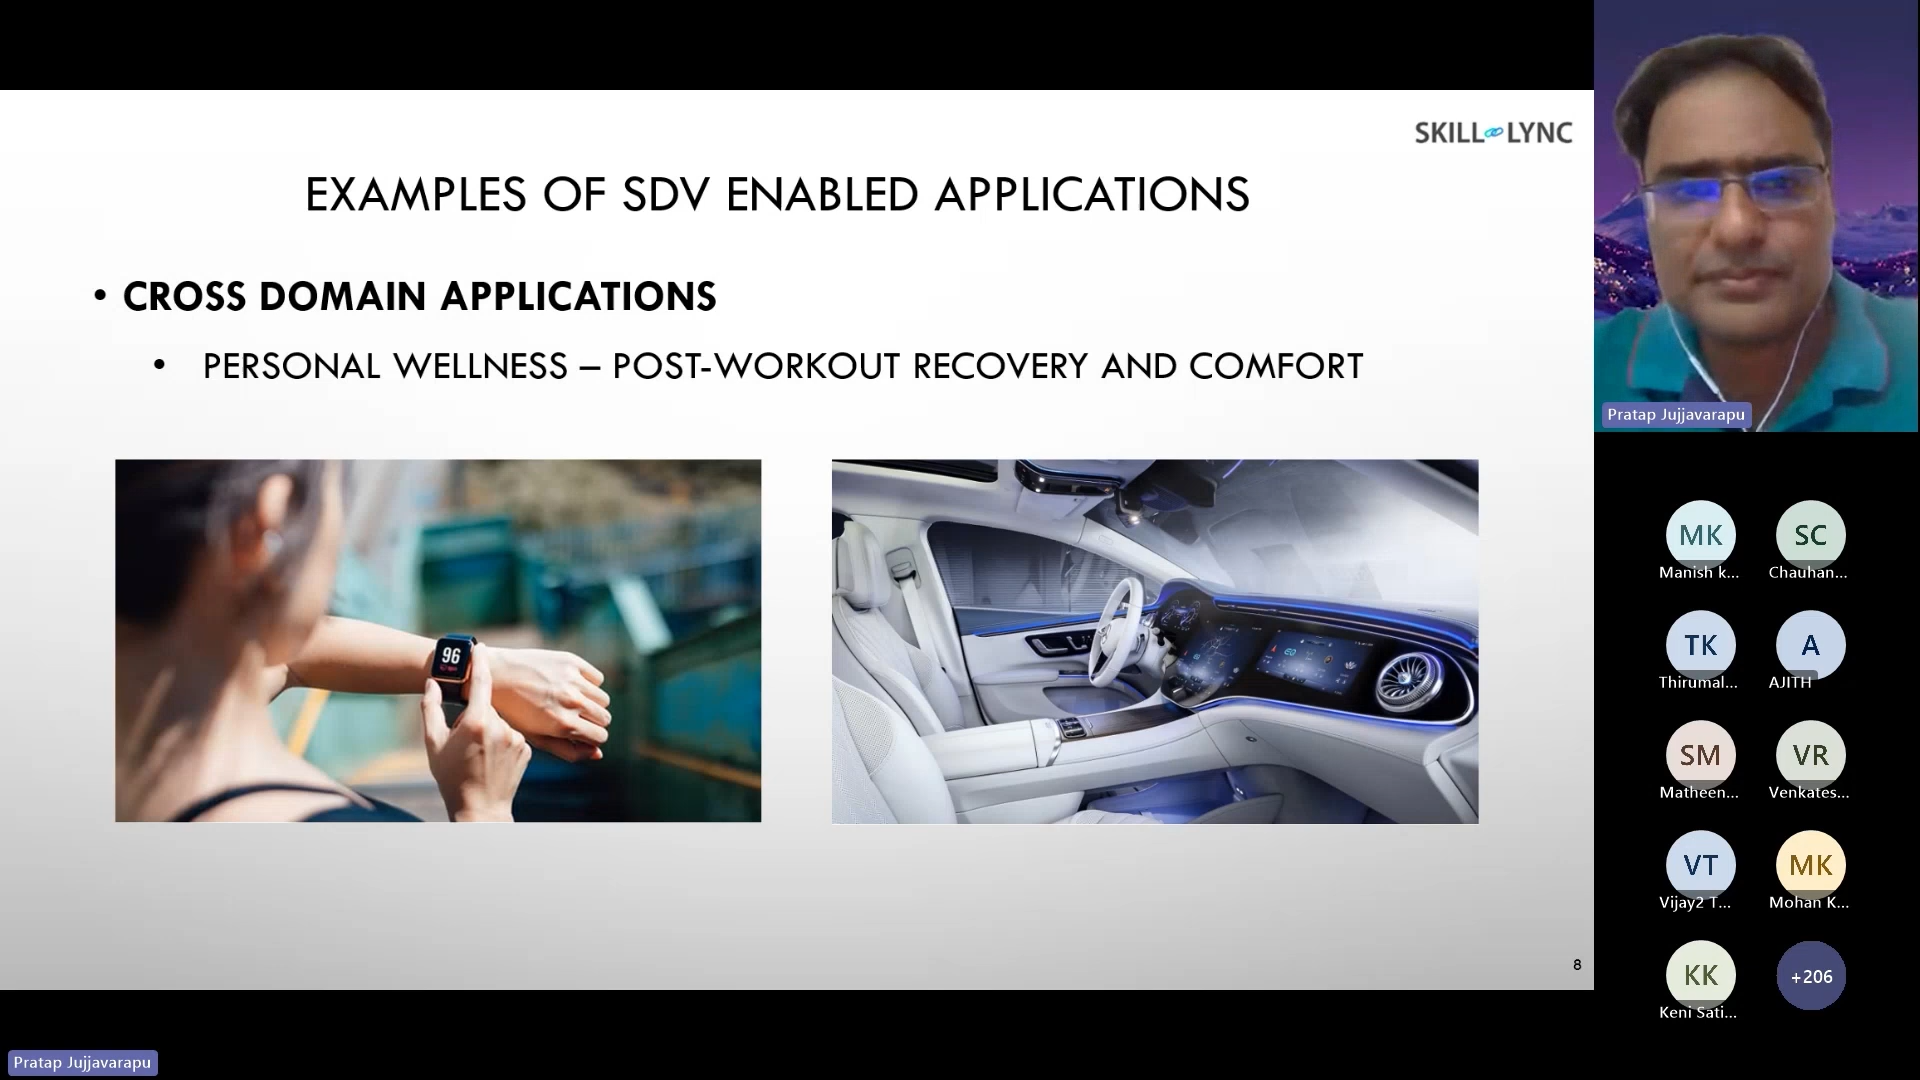 SKILL LYNC
EXAMPLES OF SDV ENABLED APPLICATIONS
• CROSS DOMAIN APPLICATIONS
• PERSONAL WELLNESS – POST-WORKOUT RECOVERY AND COMFORT
96
8
Pratap Jujjavarapu
MK
Manish k...
SC
Chauhan...
TK
Thirumal...
A
AJITH
SM
Matheen...
VR
Venkates...
VT
Vijay2 T...
MK
Mohan K...
KK
Keni Sati...
+206
Pratap Jujjavarapu